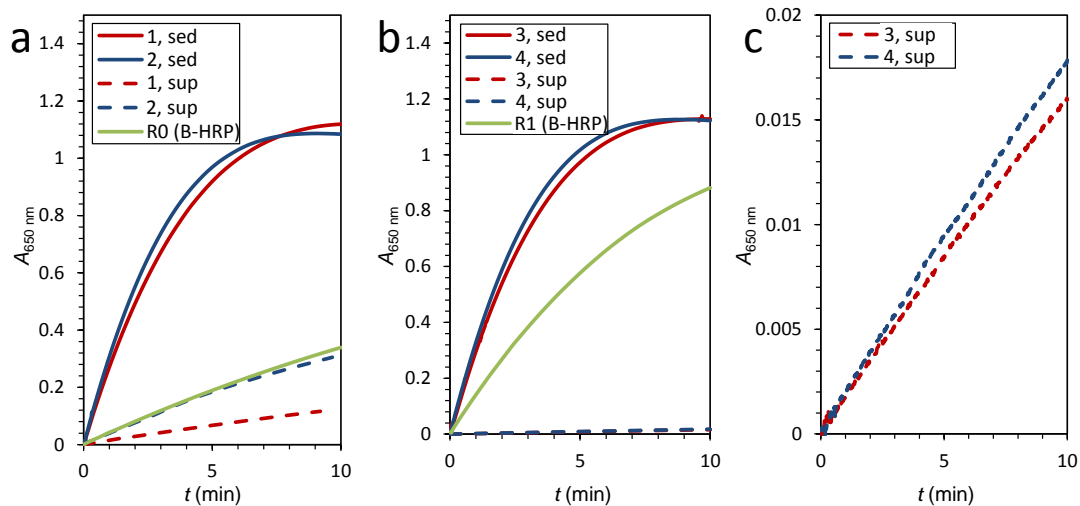 a
1, sed
2, sed
1, sup
2, sup
R0 (B-HRP)
1.4
1.2
1
0.8
0.6
0.4
0.2
0
A650 nm
0
5
10
t (min)
b
3, sed
4, sed
3, sup
4, sup
R1 (B-HRP)
1.4
1.2
1
0.8
0.6
0.4
0.2
0
A650 nm
0
5
10
t (min)
c
3, sup
4, sup
0.02
0.015
0.01
0.005
0
A650 nm
0
5
10
t (min)